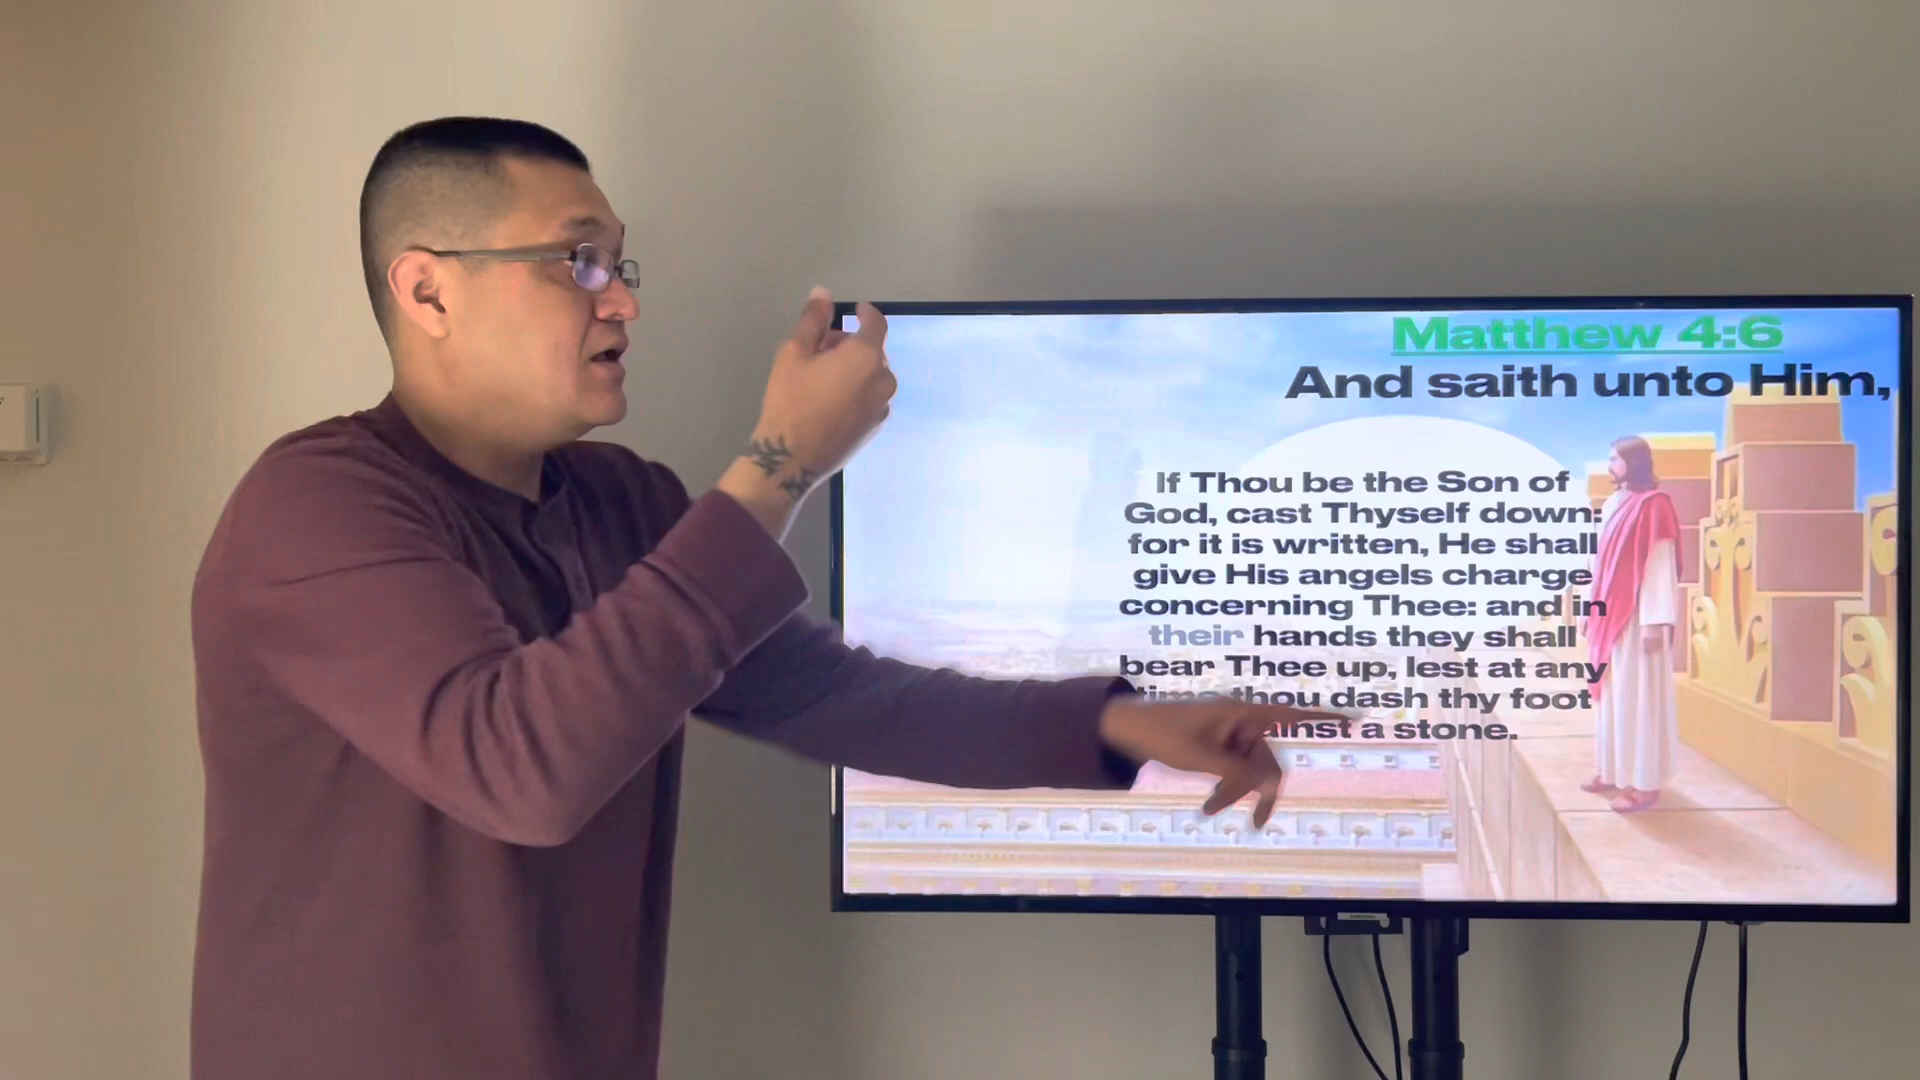 Matthew 4:6
And saith unto Him,
If Thou be the Son of
God, cast Thyself down:
for it is written, He shall
give His angels charge
concerning Thee: and in
their hands they shall
bear Thee up, lest at any
time thou dash thy foot
a stone.